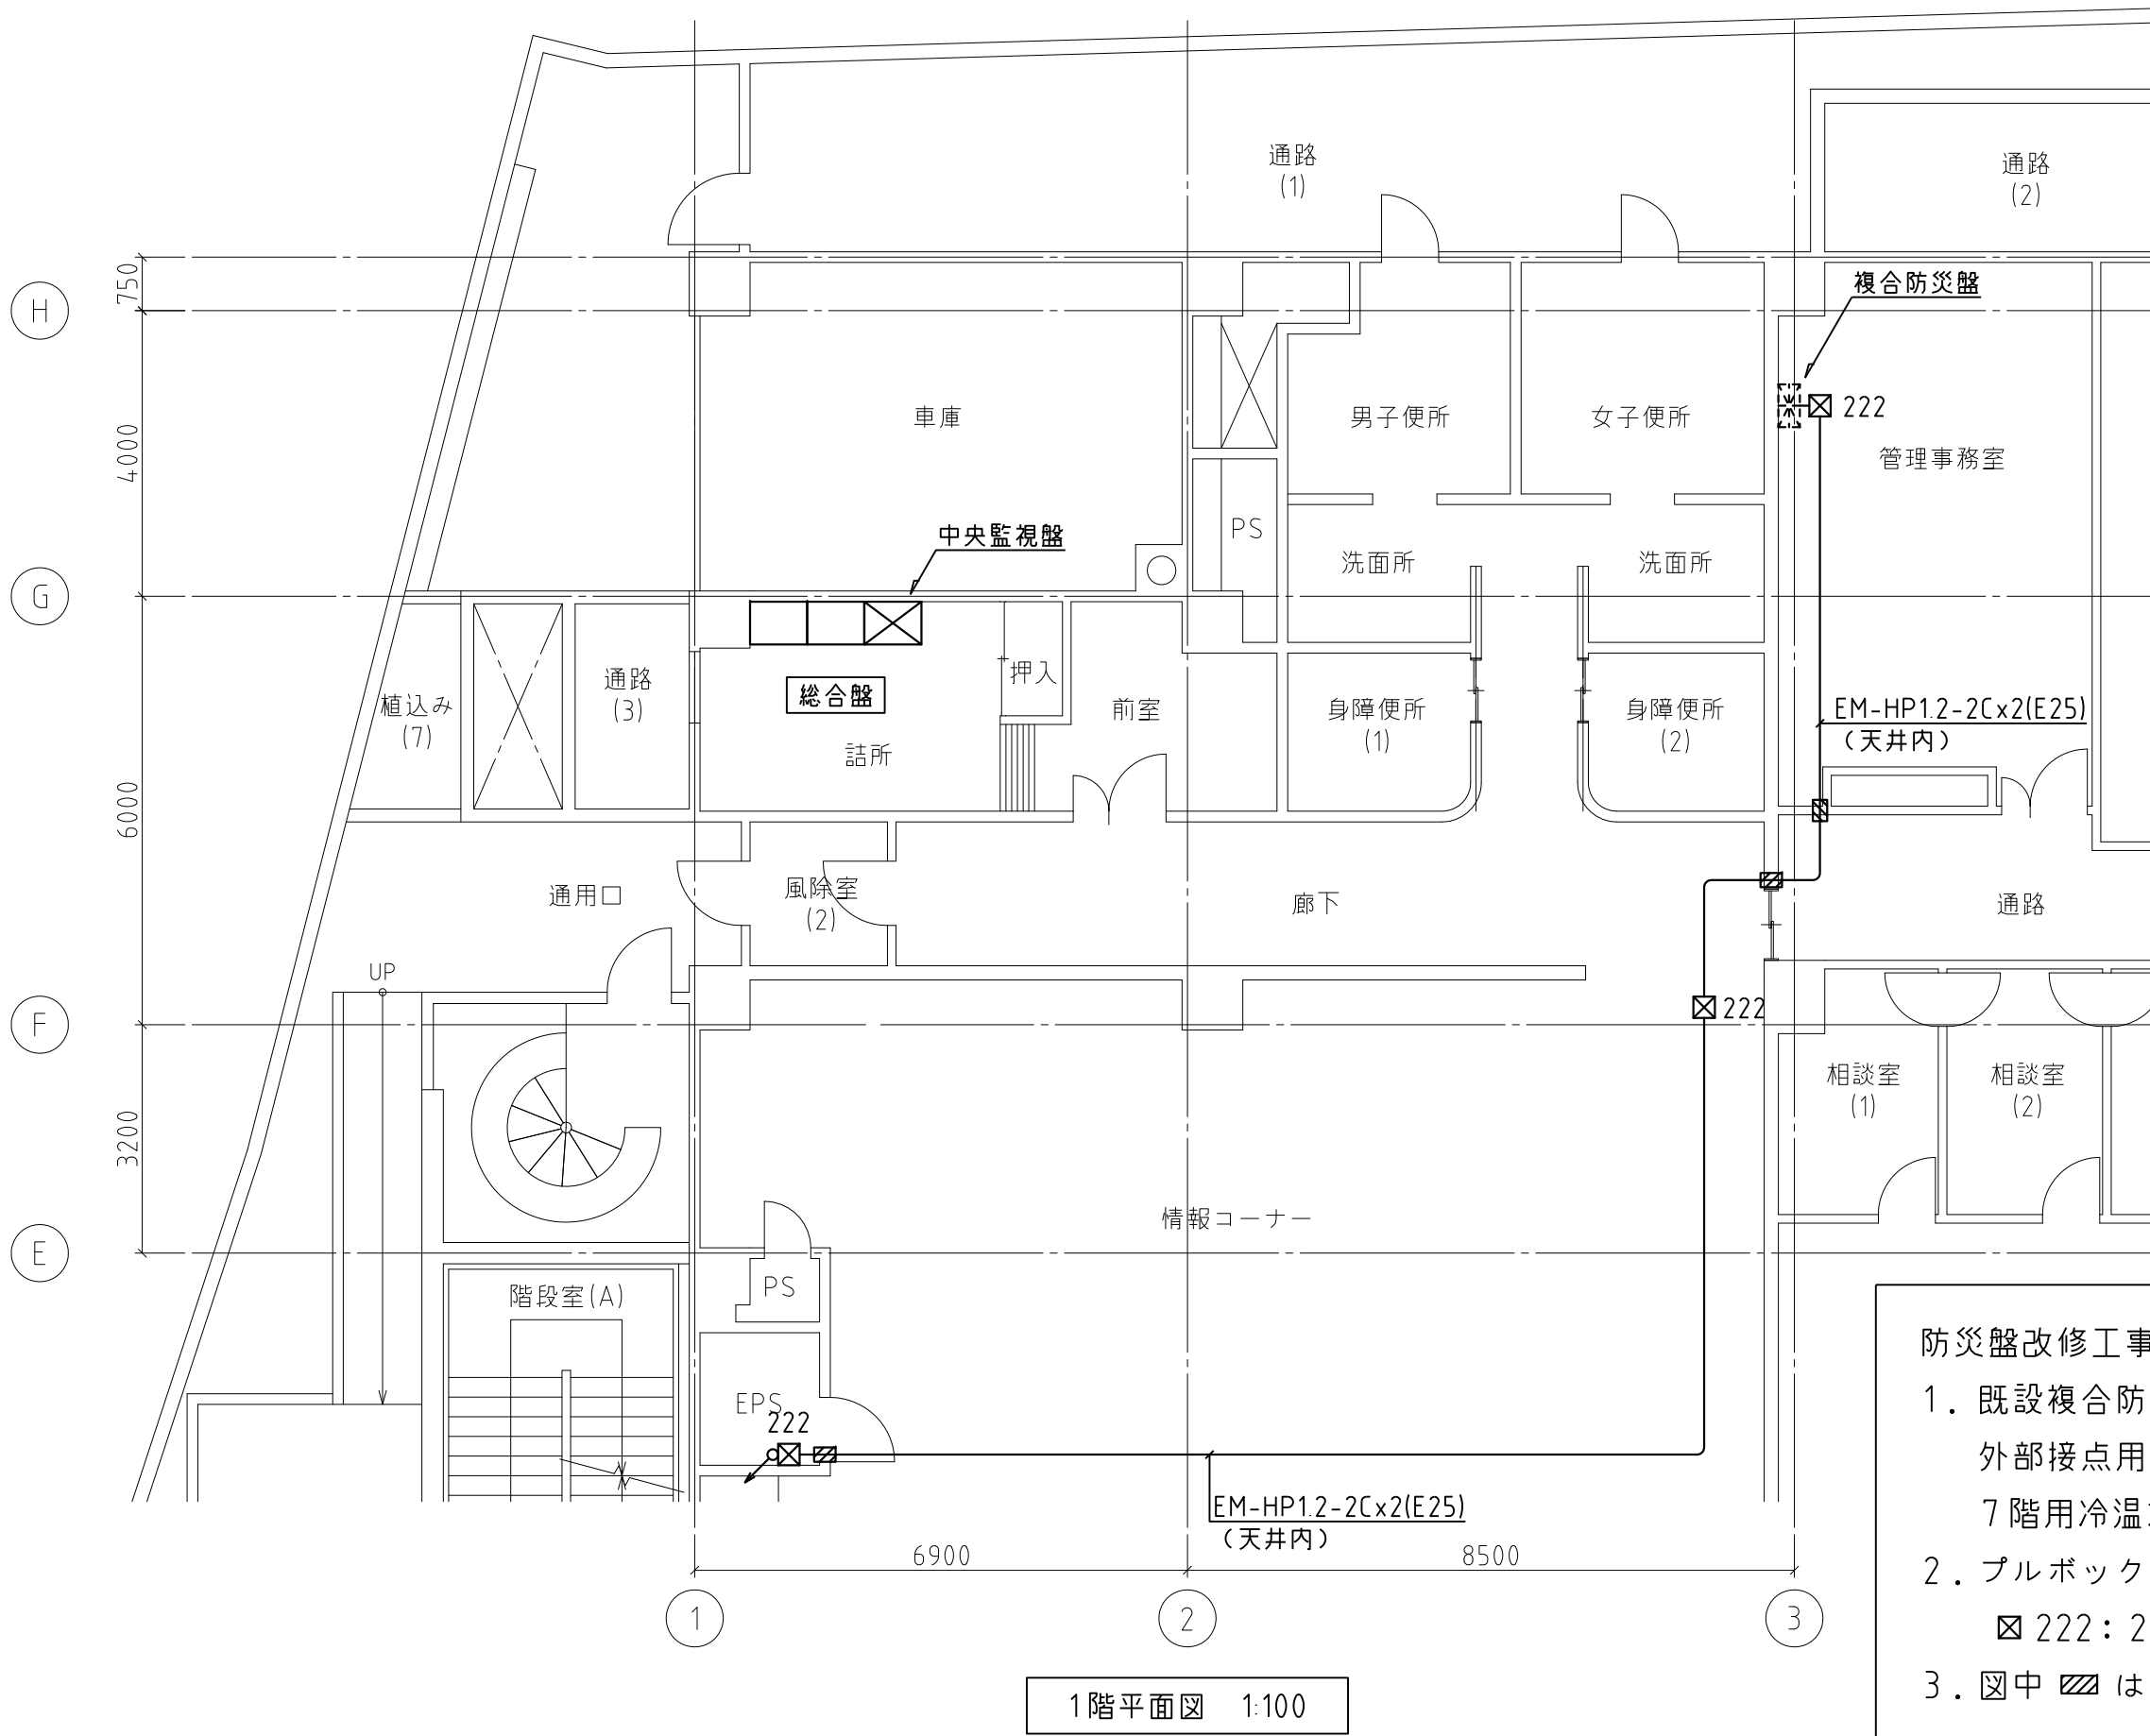 通路
(1)
通路
(2)
複合防災盤
750
H
222
車庫
男子便所
女子便所
4000
管理事務室
中央監視盤
PS
洗面所
洗面所
G
押入
通路
(3)
総合盤
植込み
(7)
前室
身障便所
(1)
身障便所
(2)
EM-HP1.2-2Cx2(E25)
(天井内)
詰所
6000
通用口
風除室
(2)
廊下
通路
UP
222
F
相談室
(1)
相談室
(2)
3200
情報コーナー
E
PS
階段室(A)
EPS
222
EM-HP1.2-2Cx2(E25)
(天井内)
6900
8500
1
2
3
1階平面図 1:100
防災盤改修工事
1. 既設複合防
外部接点用
7階用冷温
2. プルボック
222: 2
3. 図中 は